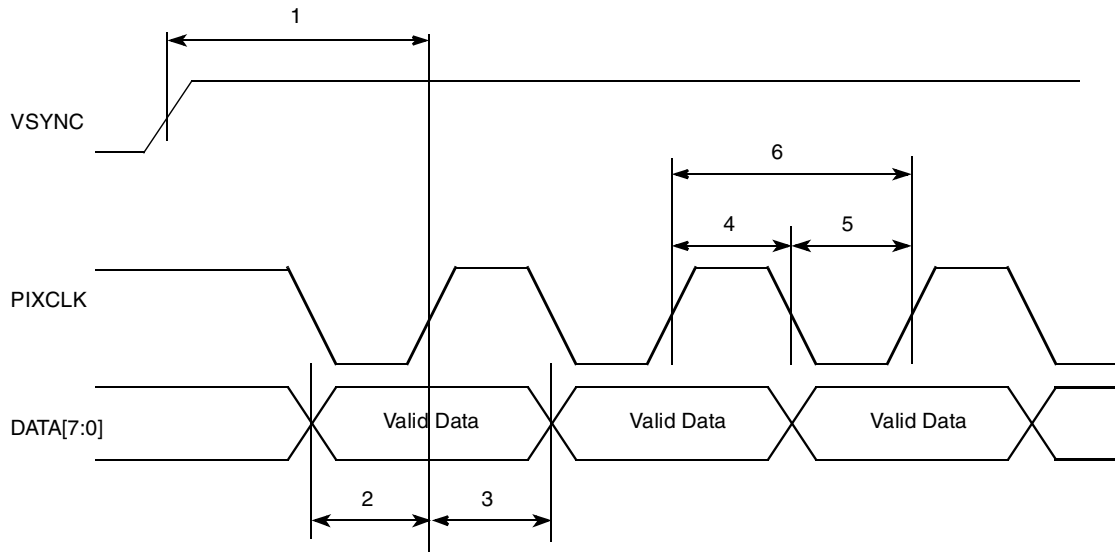 1
VSYNC
6
4
5
PIXCLK
DATA[7:0]
Valid Data
Valid Data
Valid Data
2
3